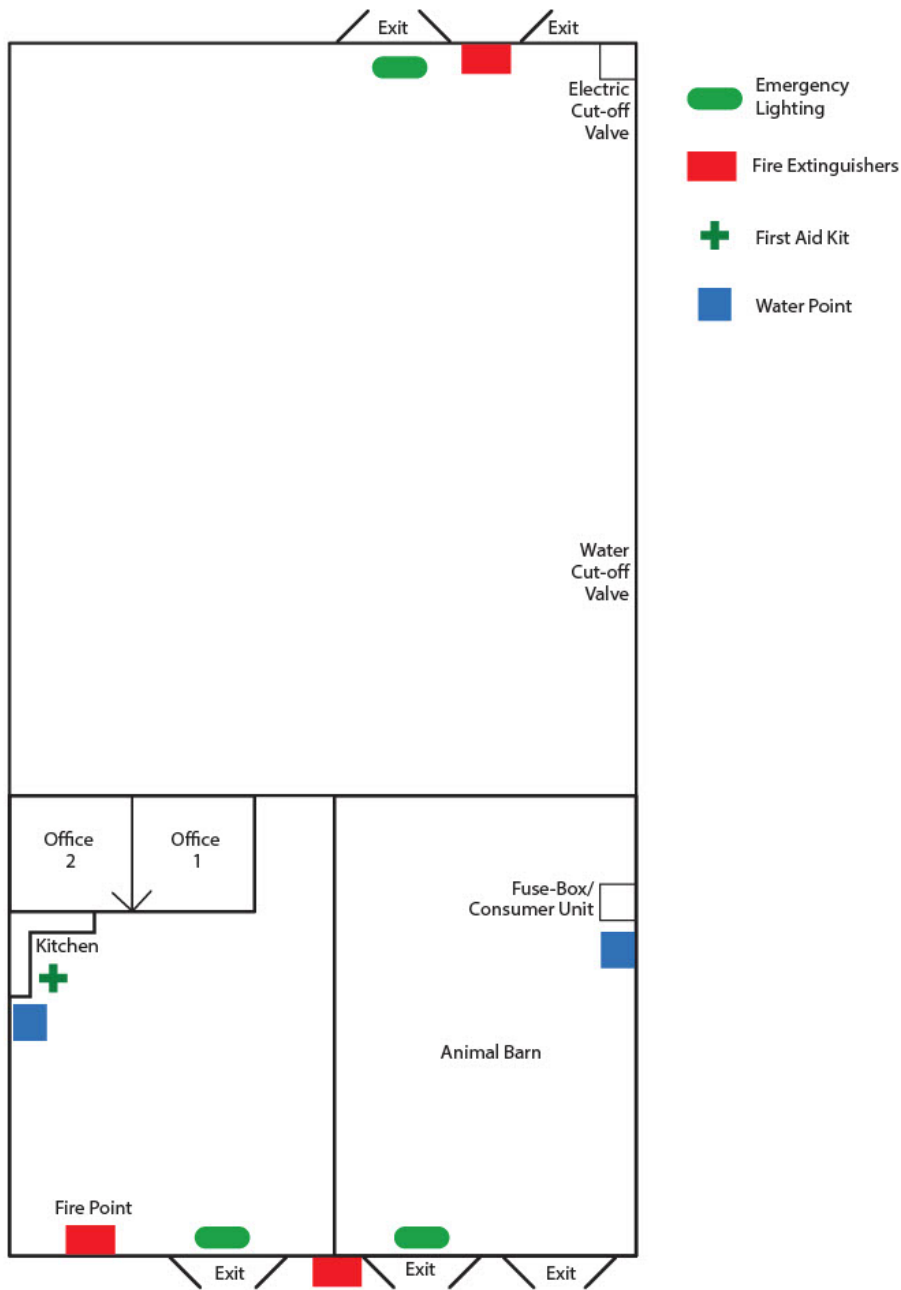 Exit
Exit
Electric
Cut-off
Valve
Emergency
Lighting
Fire Extinguishers
First Aid Kit
Water Point
Water
Cut-off
Valve
Office
2
Office
1
Fuse-Box/
Consumer Unit
Kitchen
Animal Barn
Fire Point
Exit
Exit
Exit